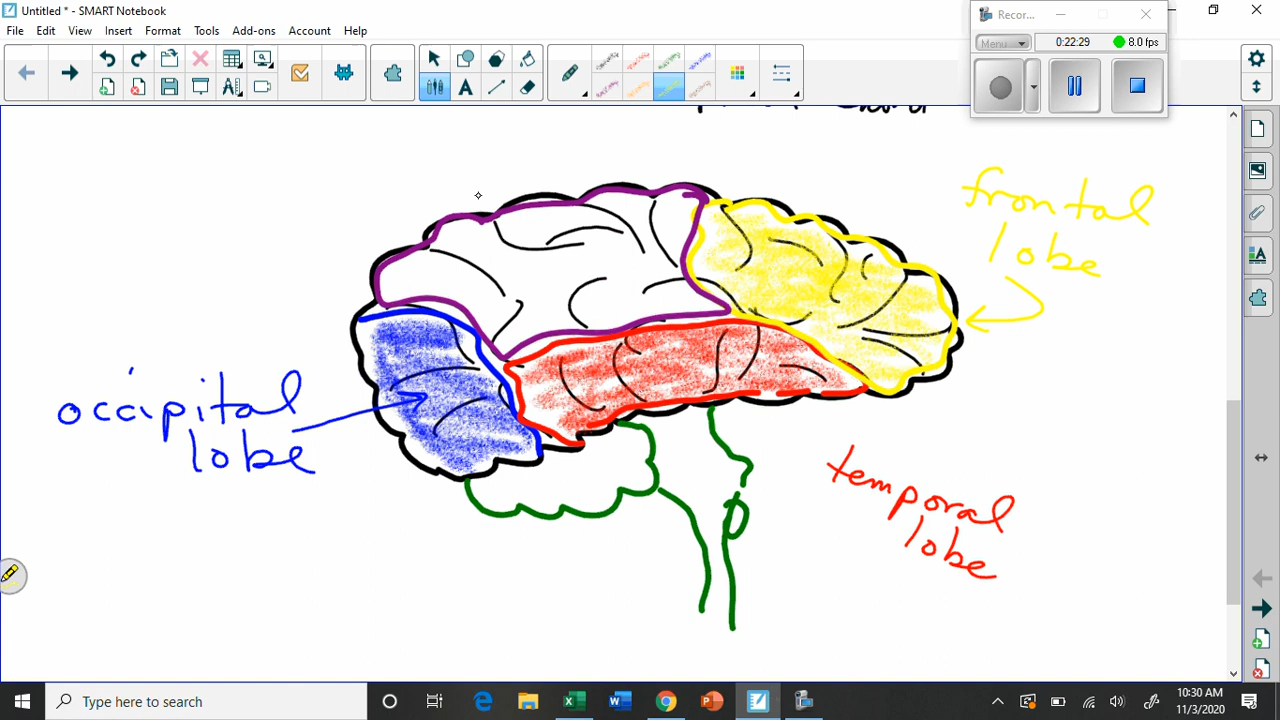 Untitled * - SMART Notebook
Recor...
File Edit View Insert Format Tools Add-ons Account Help
Menu
0:22:29
8.0 fps
frontal
lobe
occipital
lobe
temporal
lobe
Type here to search
10:30 AM
11/3/2020